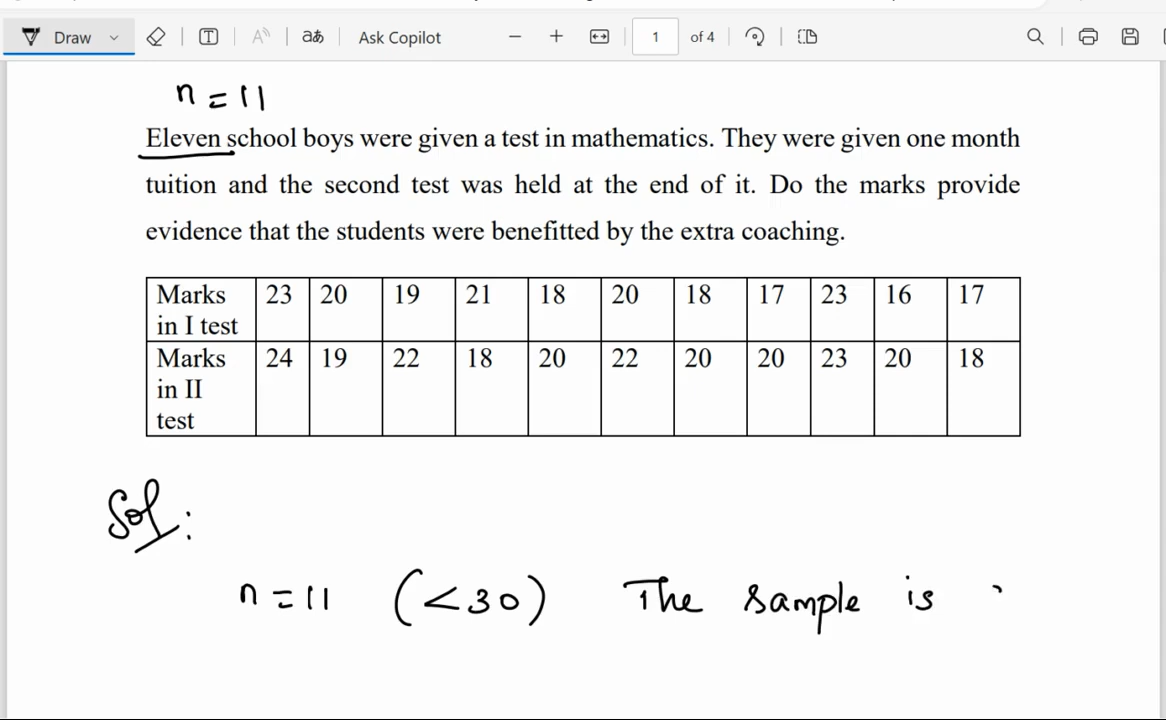 Draw aあ Ask Copilot 1 of 4
n = 11
Eleven school boys were given a test in mathematics. They were given one month
tuition and the second test was held at the end of it. Do the marks provide
evidence that the students were benefitted by the extra coaching.
Marks in I test 23 20 19 21 18 20 18 17 23 16 17
Marks in II test 24 19 22 18 20 22 20 20 23 20 18
Sol:
n = 11 (<30) The sample is